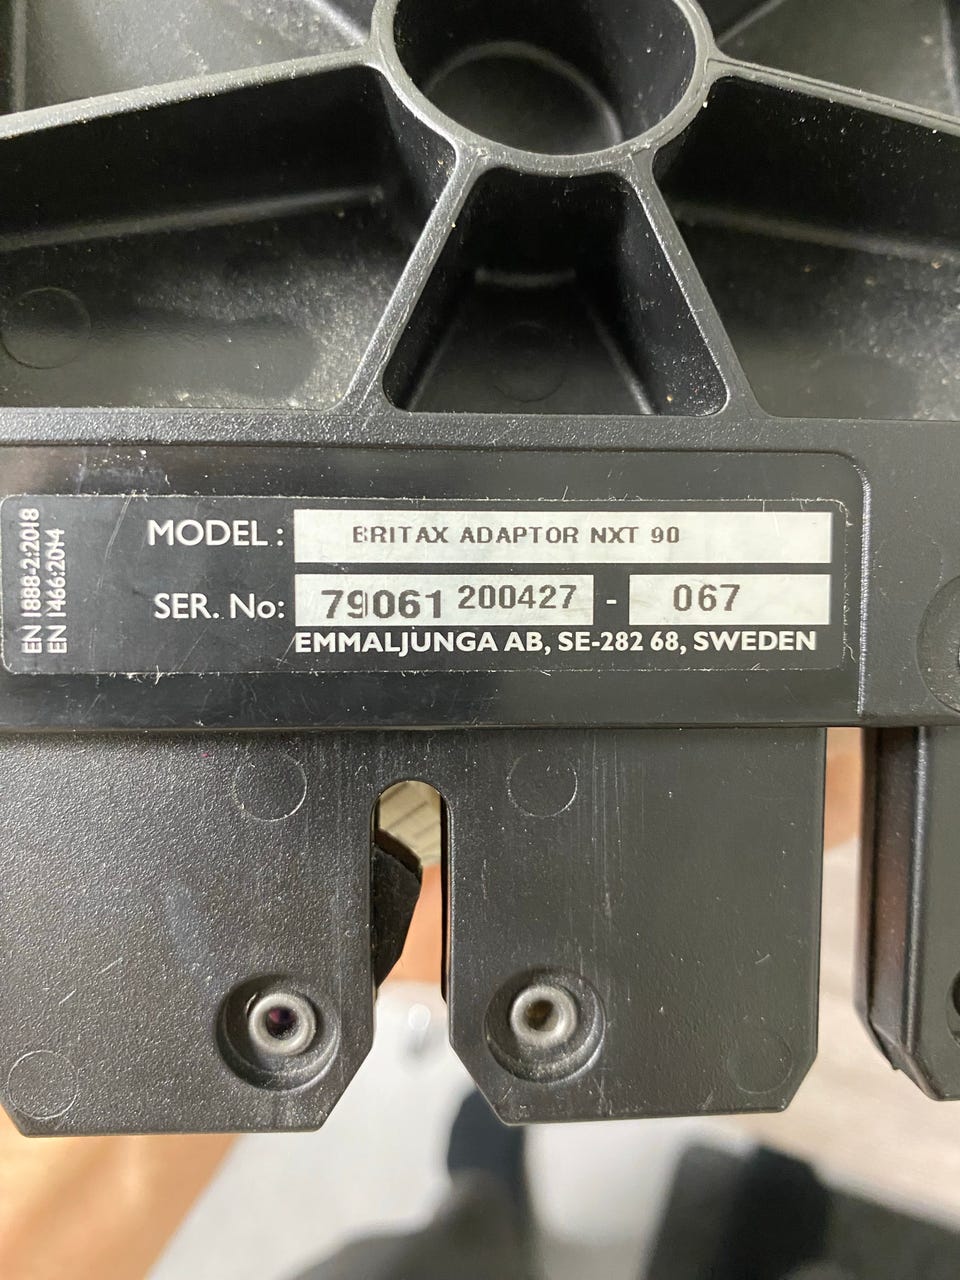 EN 1888-2:2018
EN 1466:2014
MODEL: BRITAX ADAPTOR NXT 90
SER. No: 79061 200427 - 067
EMMALJUNGA AB, SE-282 68, SWEDEN